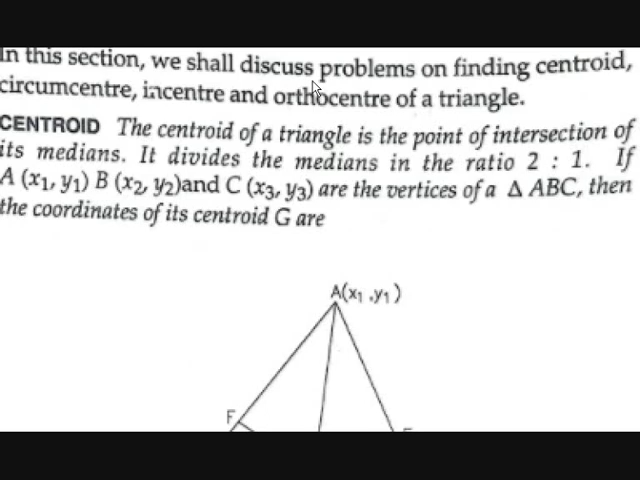 In this section, we shall discuss problems on finding centroid,
circumcentre, incentre and orthocentre of a triangle.
CENTROID The centroid of a triangle is the point of intersection of
its medians. It divides the medians in the ratio 2 : 1. If
A (x₁, y₁) B (x₂, y₂)and C (x₃, y₃) are the vertices of a Δ ABC, then
the coordinates of its centroid G are
A(x₁ ,y₁ )
F